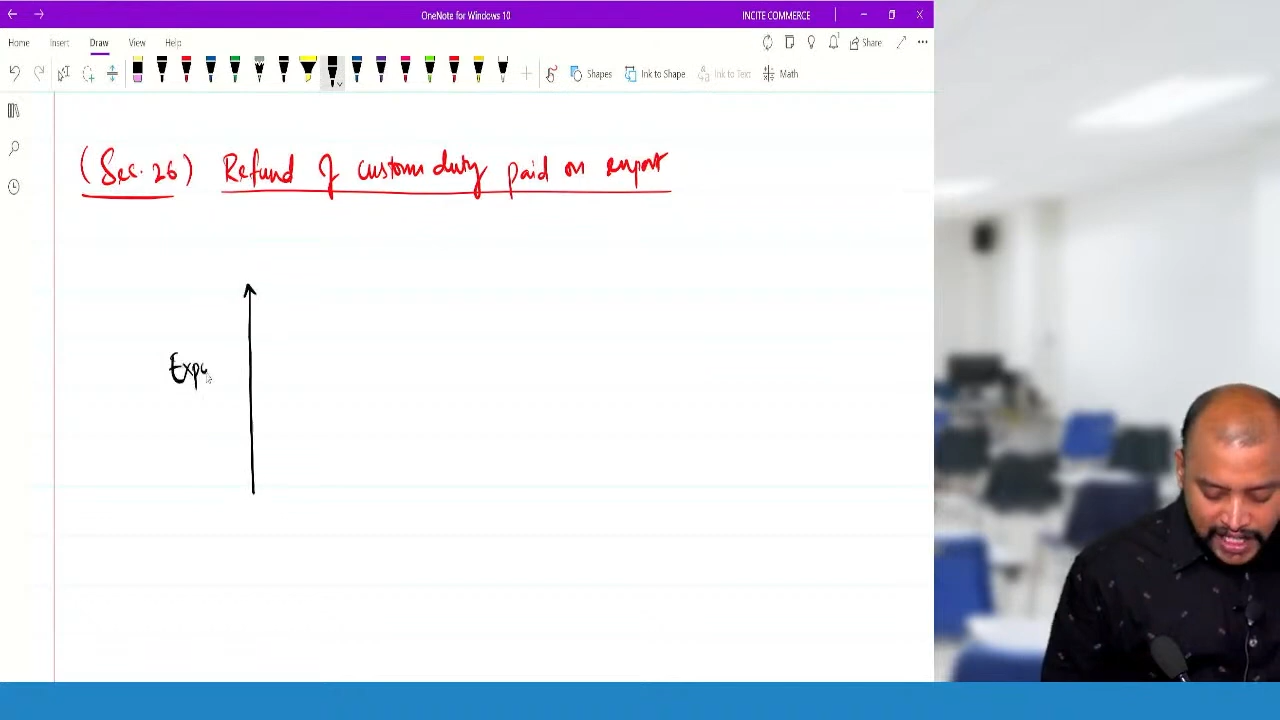 OneNote for Windows 10
INCITE COMMERCE
Home Insert Draw View Help
Share
Shapes Ink to Shape Ink to Text Math
(Sec. 26) Refund of custom duty paid on export
Expo